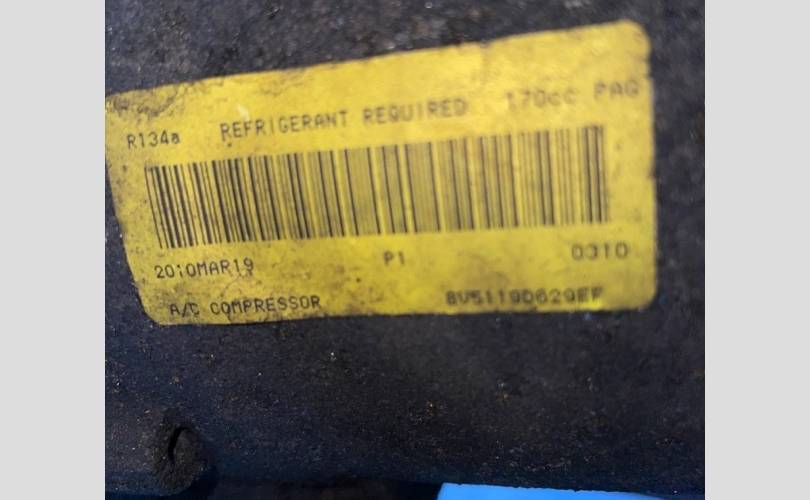 R134a REFRIGERANT REQUIRED 170cc PAG
2010MAR19 P1 0310
A/C COMPRESSOR 8V5119D629EF